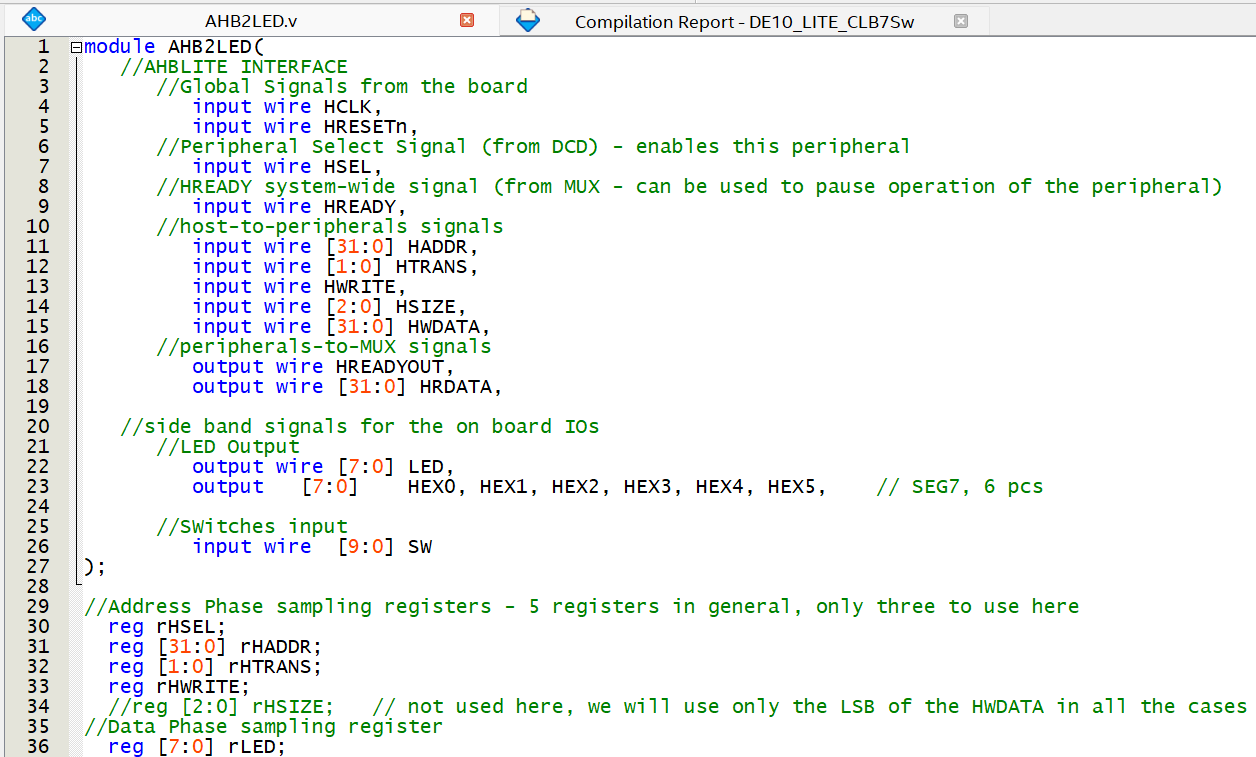 abc AHB2LED.v Compilation Report - DE10_LITE_CLB7Sw
1 module AHB2LED(
2 //AHBLITE INTERFACE
3 //Global Signals from the board
4 input wire HCLK,
5 input wire HRESETn,
6 //Peripheral Select Signal (from DCD) - enables this peripheral
7 input wire HSEL,
8 //HREADY system-wide signal (from MUX - can be used to pause operation of the peripheral)
9 input wire HREADY,
10 //host-to-peripherals signals
11 input wire [31:0] HADDR,
12 input wire [1:0] HTRANS,
13 input wire HWRITE,
14 input wire [2:0] HSIZE,
15 input wire [31:0] HWDATA,
16 //peripherals-to-MUX signals
17 output wire HREADYOUT,
18 output wire [31:0] HRDATA,
19
20 //side band signals for the on board IOs
21 //LED Output
22 output wire [7:0] LED,
23 output [7:0] HEX0, HEX1, HEX2, HEX3, HEX4, HEX5, // SEG7, 6 pcs
24
25 //SWitches input
26 input wire [9:0] SW
27 );
28
29 //Address Phase sampling registers - 5 registers in general, only three to use here
30 reg rHSEL;
31 reg [31:0] rHADDR;
32 reg [1:0] rHTRANS;
33 reg rHWRITE;
34 //reg [2:0] rHSIZE; // not used here, we will use only the LSB of the HWDATA in all the cases
35 //Data Phase sampling register
36 reg [7:0] rLED;